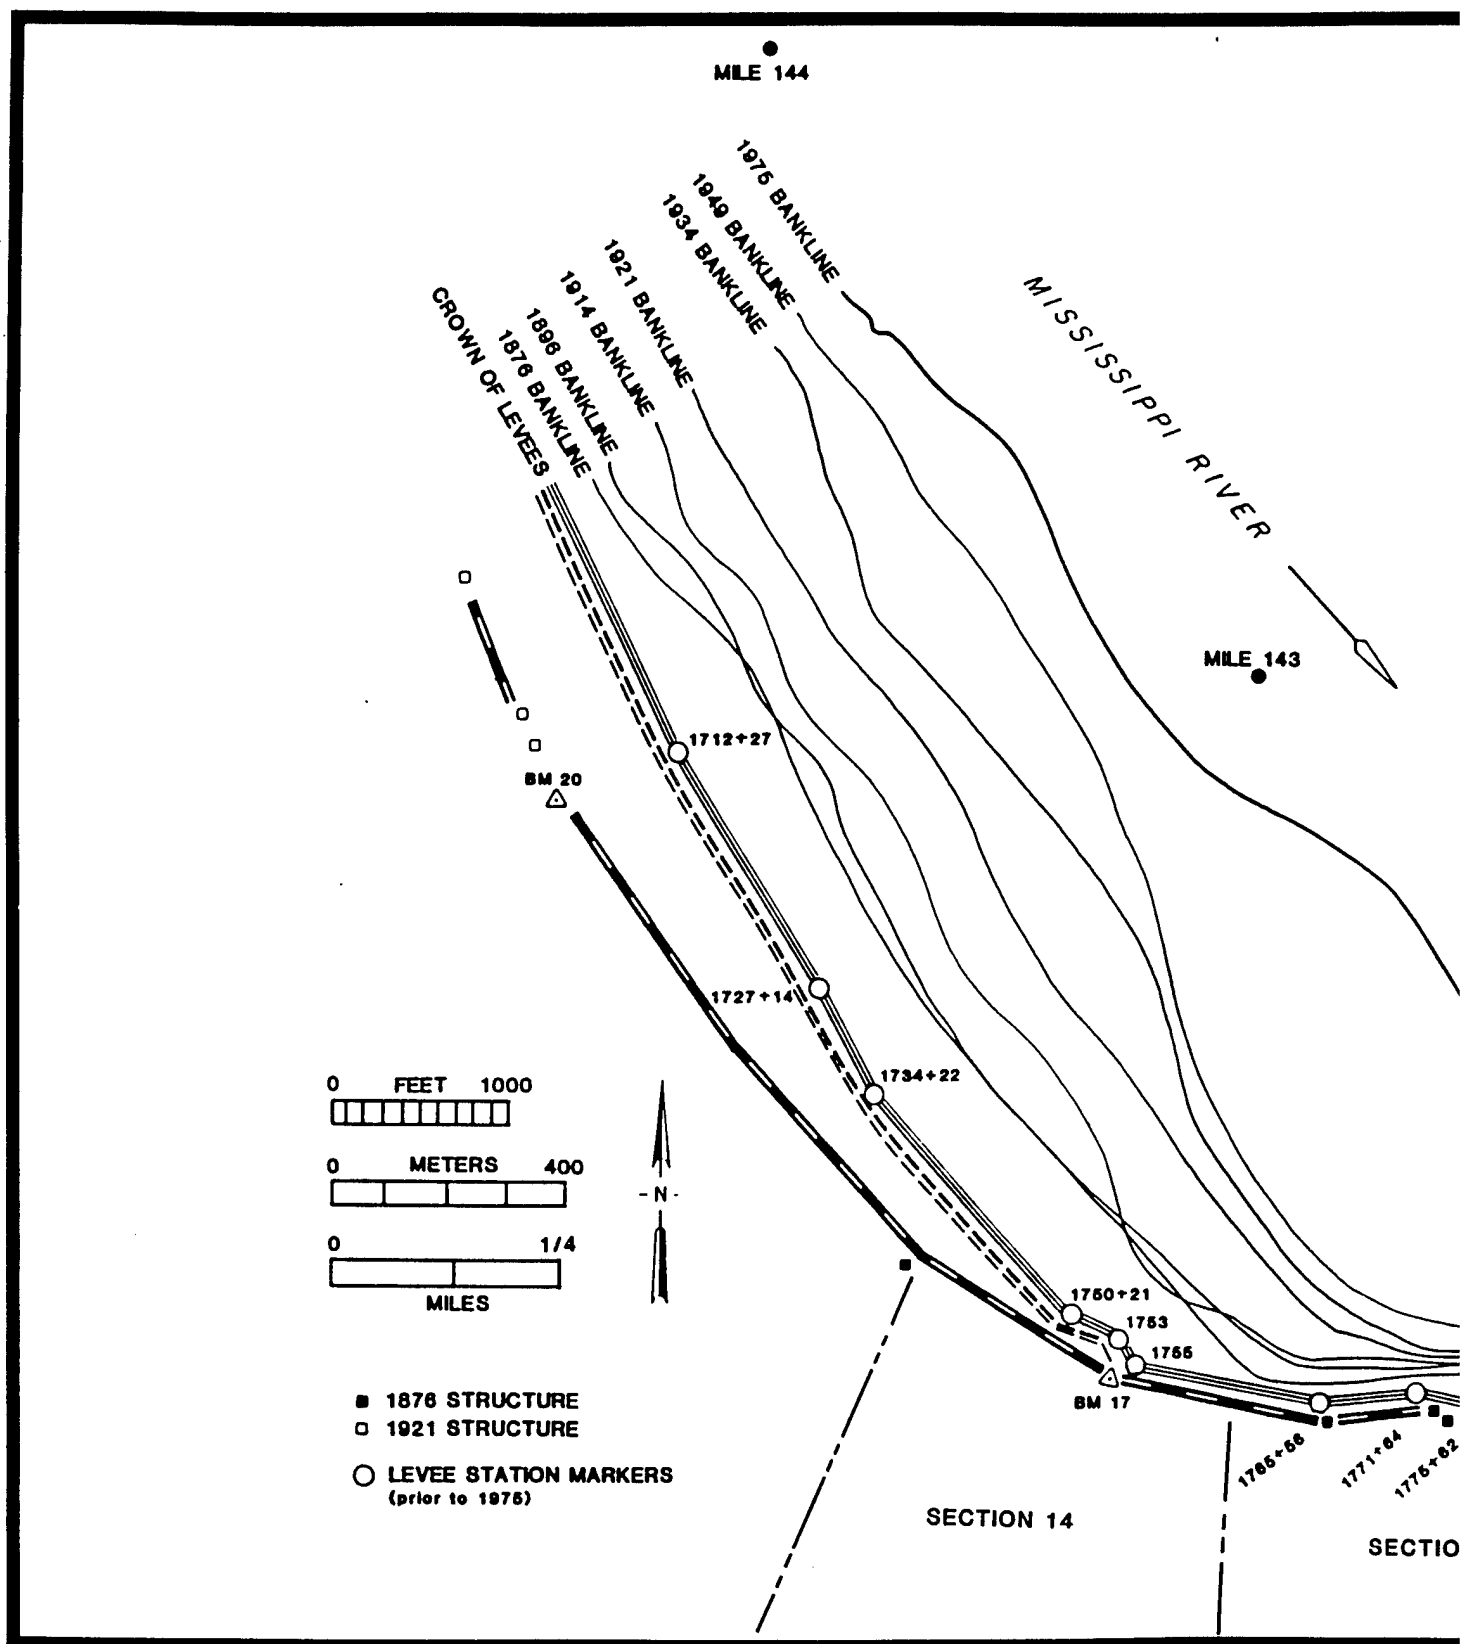 MILE 144
1975 BANKLINE
1949 BANKLINE
1934 BANKLINE
1921 BANKLINE
1914 BANKLINE
1896 BANKLINE
1876 BANKLINE
CROWN OF LEVEES
MISSISSIPPI RIVER
MILE 143
1712+27
BM 20
1727+14
1734+22
0 FEET 1000
0 METERS 400
0 1/4
MILES
- N -
1750+21
1753
1755
BM 17
1765+56
1771+64
1775+62
1876 STRUCTURE
1921 STRUCTURE
LEVEE STATION MARKERS
(prior to 1975)
SECTION 14
SECTIO